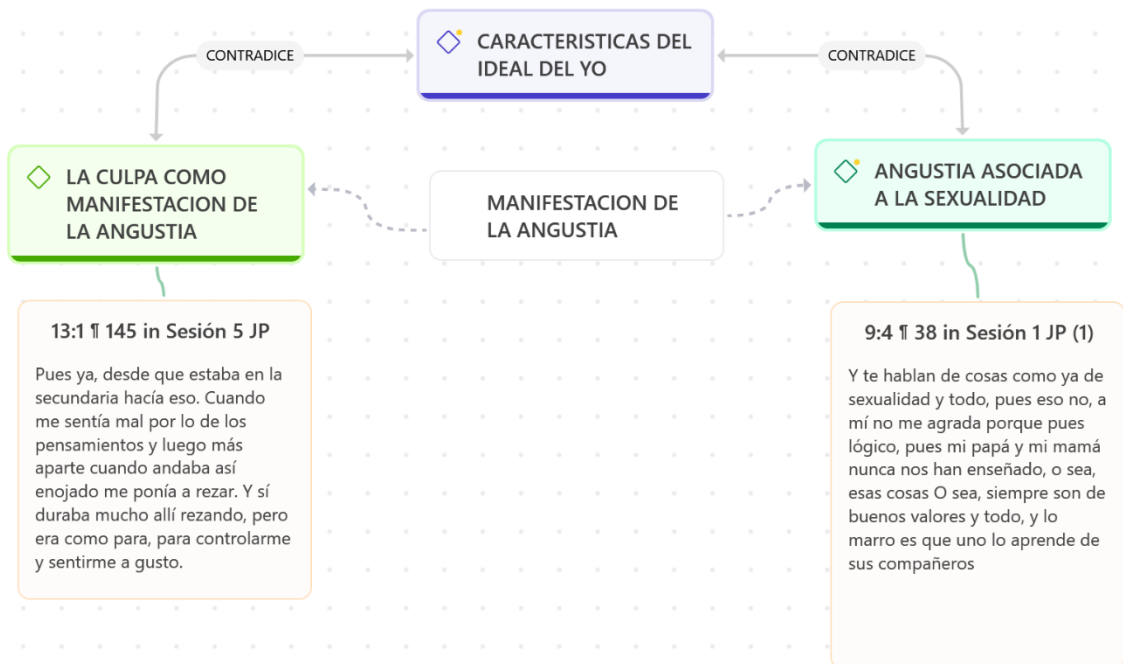 CARACTERISTICAS DEL
IDEAL DEL YO
CONTRADICE
CONTRADICE
LA CULPA COMO
MANIFESTACION DE
LA ANGUSTIA
MANIFESTACION DE
LA ANGUSTIA
ANGUSTIA ASOCIADA
A LA SEXUALIDAD
13:1 ¶ 145 in Sesión 5 JP
Pues ya, desde que estaba en la
secundaria hacía eso. Cuando
me sentía mal por lo de los
pensamientos y luego más
aparte cuando andaba así
enojado me ponía a rezar. Y sí
duraba mucho allí rezando, pero
era como para, para controlarme
y sentirme a gusto.
9:4 ¶ 38 in Sesión 1 JP (1)
Y te hablan de cosas como ya de
sexualidad y todo, pues eso no, a
mí no me agrada porque pues
lógico, pues mi papá y mi mamá
nunca nos han enseñado, o sea,
esas cosas O sea, siempre son de
buenos valores y todo, y lo
marro es que uno lo aprende de
sus compañeros